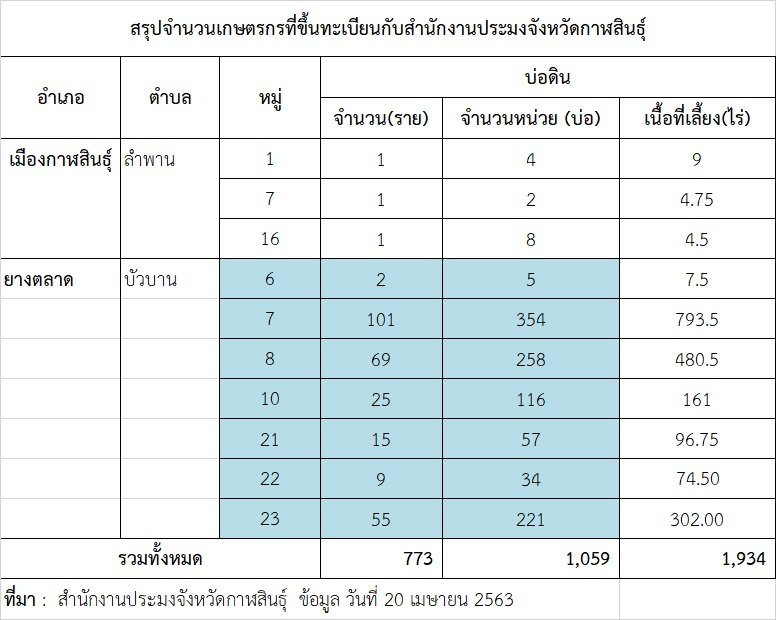 สรุปจำนวนเกษตรกรที่ขึ้นทะเบียนกับสำนักงานประมงจังหวัดกาฬสินธุ์
อำเภอ ตำบล หมู่ บ่อดิน
จำนวน(ราย) จำนวนหน่วย (บ่อ) เนื้อที่เลี้ยง(ไร่)
เมืองกาฬสินธุ์ ลำพาน 1 1 4 9
7 1 2 4.75
16 1 8 4.5
ยางตลาด บัวบาน 6 2 5 7.5
7 101 354 793.5
8 69 258 480.5
10 25 116 161
21 15 57 96.75
22 9 34 74.50
23 55 221 302.00
รวมทั้งหมด 773 1,059 1,934
ที่มา : สำนักงานประมงจังหวัดกาฬสินธุ์ ข้อมูล วันที่ 20 เมษายน 2563